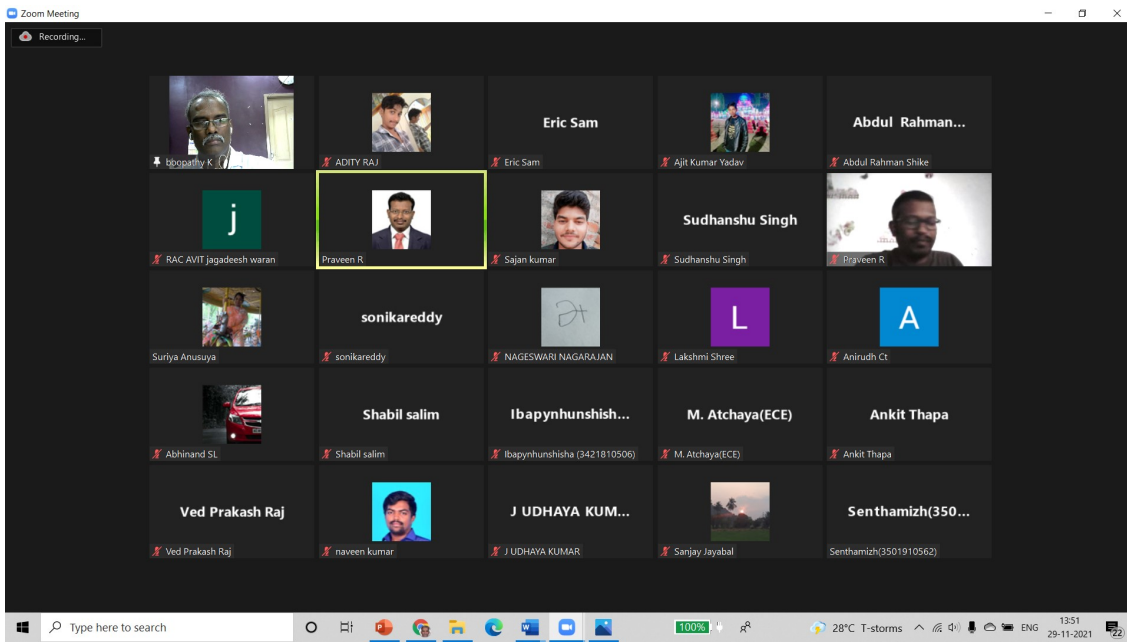 Zoom Meeting
Recording...
bbopathy K
ADITY RAJ
Eric Sam
Eric Sam
Ajit Kumar Yadav
Abdul Rahman...
Abdul Rahman Shike
j
RAC AVIT jagadeesh waran
Praveen R
Sajan kumar
Sudhanshu Singh
Sudhanshu Singh
Praveen R
Suriya Anusuya
sonikareddy
sonikareddy
NAGESWARI NAGARAJAN
L
Lakshmi Shree
A
Anirudh Ct
Abhinand SL
Shabil salim
Shabil salim
Ibapynhunshish...
Ibapynhunshisha (3421810506)
M. Atchaya(ECE)
M. Atchaya(ECE)
Ankit Thapa
Ankit Thapa
Ved Prakash Raj
Ved Prakash Raj
naveen kumar
J UDHAYA KUM...
J UDHAYA KUMAR
Sanjay Jayabal
Senthamizh(350...
Senthamizh(3501910562)
Type here to search
100%
28°C T-storms
ENG
13:51
29-11-2021
22